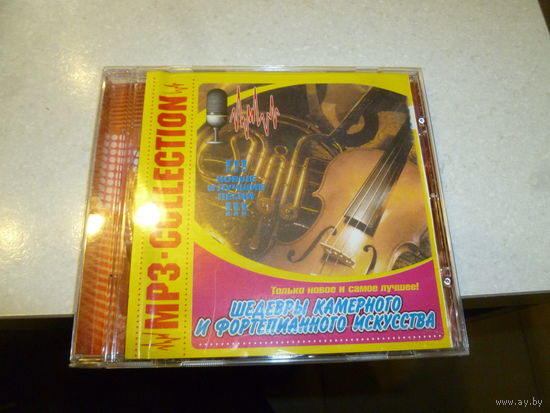 MP3-COLLECTION
!!!
НОВЫЕ
И ЛУЧШИЕ
ПЕСНИ
!!!
Только новое и самое лучшее!
ШЕДЕВРЫ КАМЕРНОГО
И ФОРТЕПИАННОГО ИСКУССТВА
www.ay.by